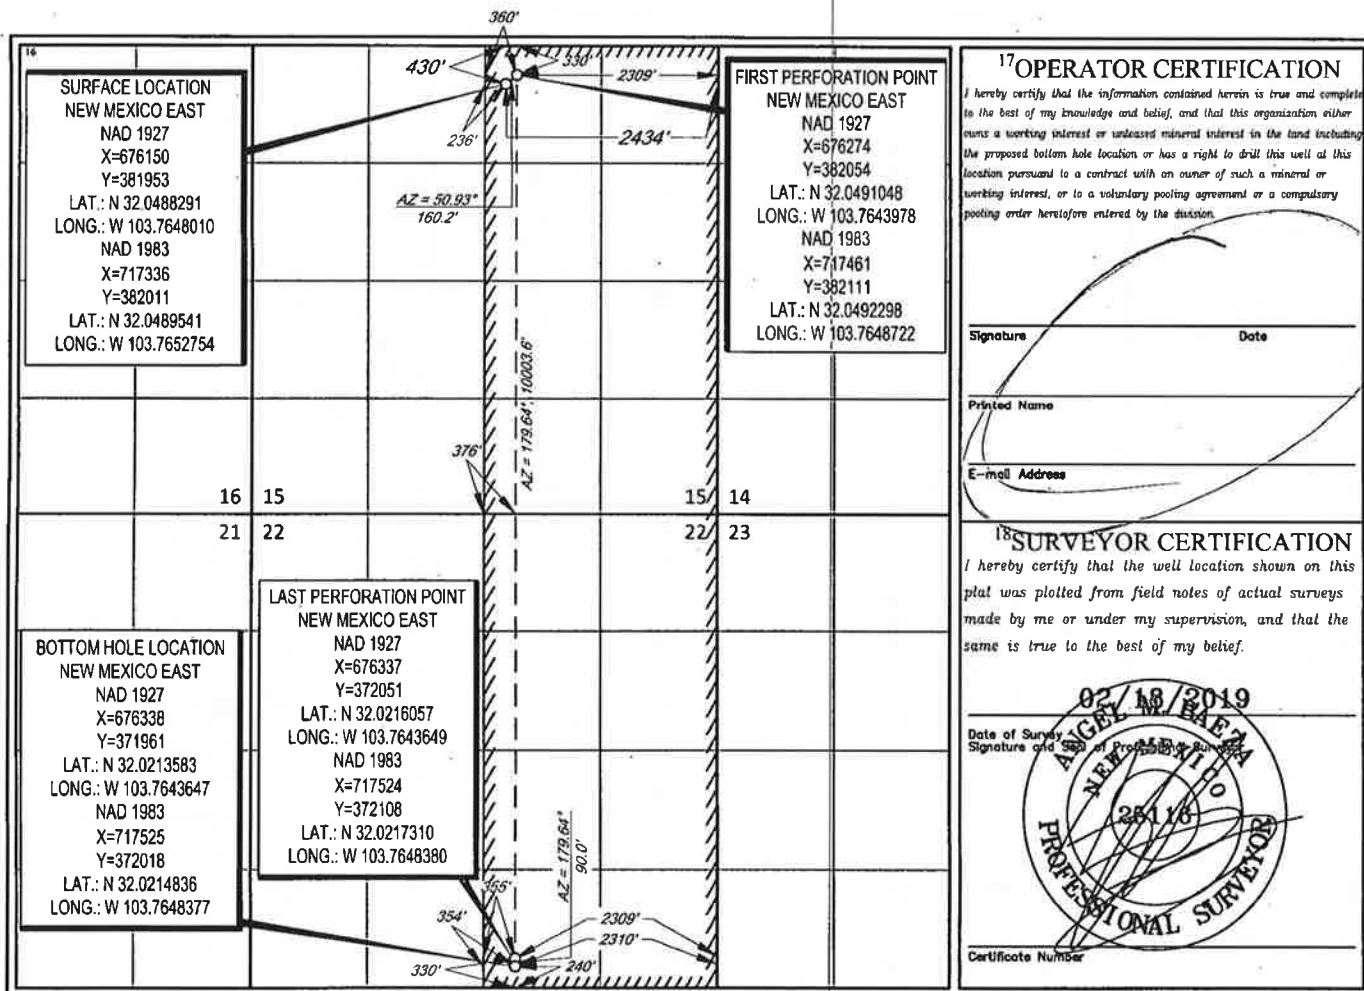 16
360'
430'
330'
2309'
236'
2434'
AZ = 50.93°
160.2'
SURFACE LOCATION
NEW MEXICO EAST
NAD 1927
X=676150
Y=381953
LAT.: N 32.0488291
LONG.: W 103.7648010
NAD 1983
X=717336
Y=382011
LAT.: N 32.0489541
LONG.: W 103.7652754
FIRST PERFORATION POINT
NEW MEXICO EAST
NAD 1927
X=676274
Y=382054
LAT.: N 32.0491048
LONG.: W 103.7643978
NAD 1983
X=717461
Y=382111
LAT.: N 32.0492298
LONG.: W 103.7648722
AZ = 179.64°, 10003.6'
376'
16 15
15 14
21 22
22 23
LAST PERFORATION POINT
NEW MEXICO EAST
NAD 1927
X=676337
Y=372051
LAT.: N 32.0216057
LONG.: W 103.7643649
NAD 1983
X=717524
Y=372108
LAT.: N 32.0217310
LONG.: W 103.7648380
BOTTOM HOLE LOCATION
NEW MEXICO EAST
NAD 1927
X=676338
Y=371961
LAT.: N 32.0213583
LONG.: W 103.7643647
NAD 1983
X=717525
Y=372018
LAT.: N 32.0214836
LONG.: W 103.7648377
AZ = 179.64°
90.0'
355'
354'
2309'
2310'
330'
240'
17 OPERATOR CERTIFICATION
I hereby certify that the information contained herein is true and complete
to the best of my knowledge and belief, and that this organization either
owns a working interest or unleased mineral interest in the land including
the proposed bottom hole location or has a right to drill this well at this
location pursuant to a contract with an owner of such a mineral or
working interest, or to a voluntary pooling agreement or a compulsory
pooling order heretofore entered by the division.
Signature Date
Printed Name
E-mail Address
18 SURVEYOR CERTIFICATION
I hereby certify that the well location shown on this
plat was plotted from field notes of actual surveys
made by me or under my supervision, and that the
same is true to the best of my belief.
02/13/2019
Date of Survey
Signature and Seal of Professional Surveyor
ANGEL M. BAEZA
NEW MEXICO
25116
PROFESSIONAL SURVEYOR
Certificate Number